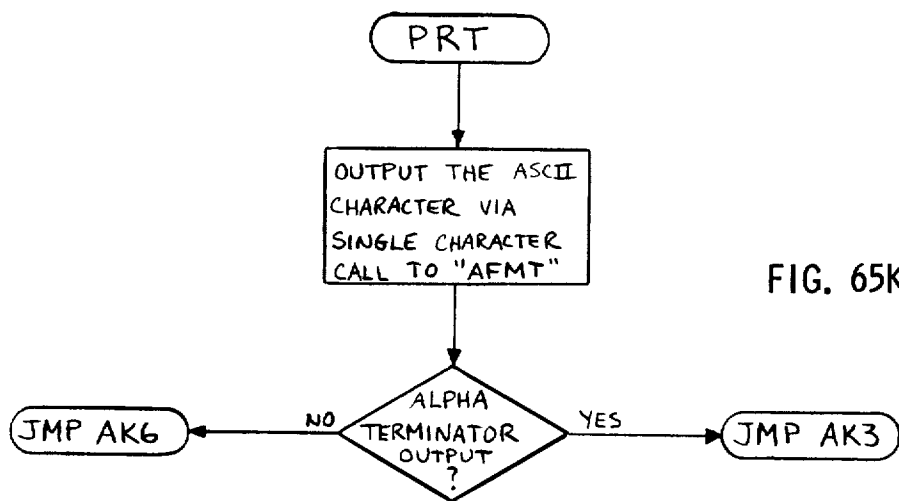 PRT
OUTPUT THE ASCII
CHARACTER VIA
SINGLE CHARACTER
CALL TO "AFMT"
FIG. 65K
ALPHA
TERMINATOR
OUTPUT
?
NO
YES
JMP AK6
JMP AK3